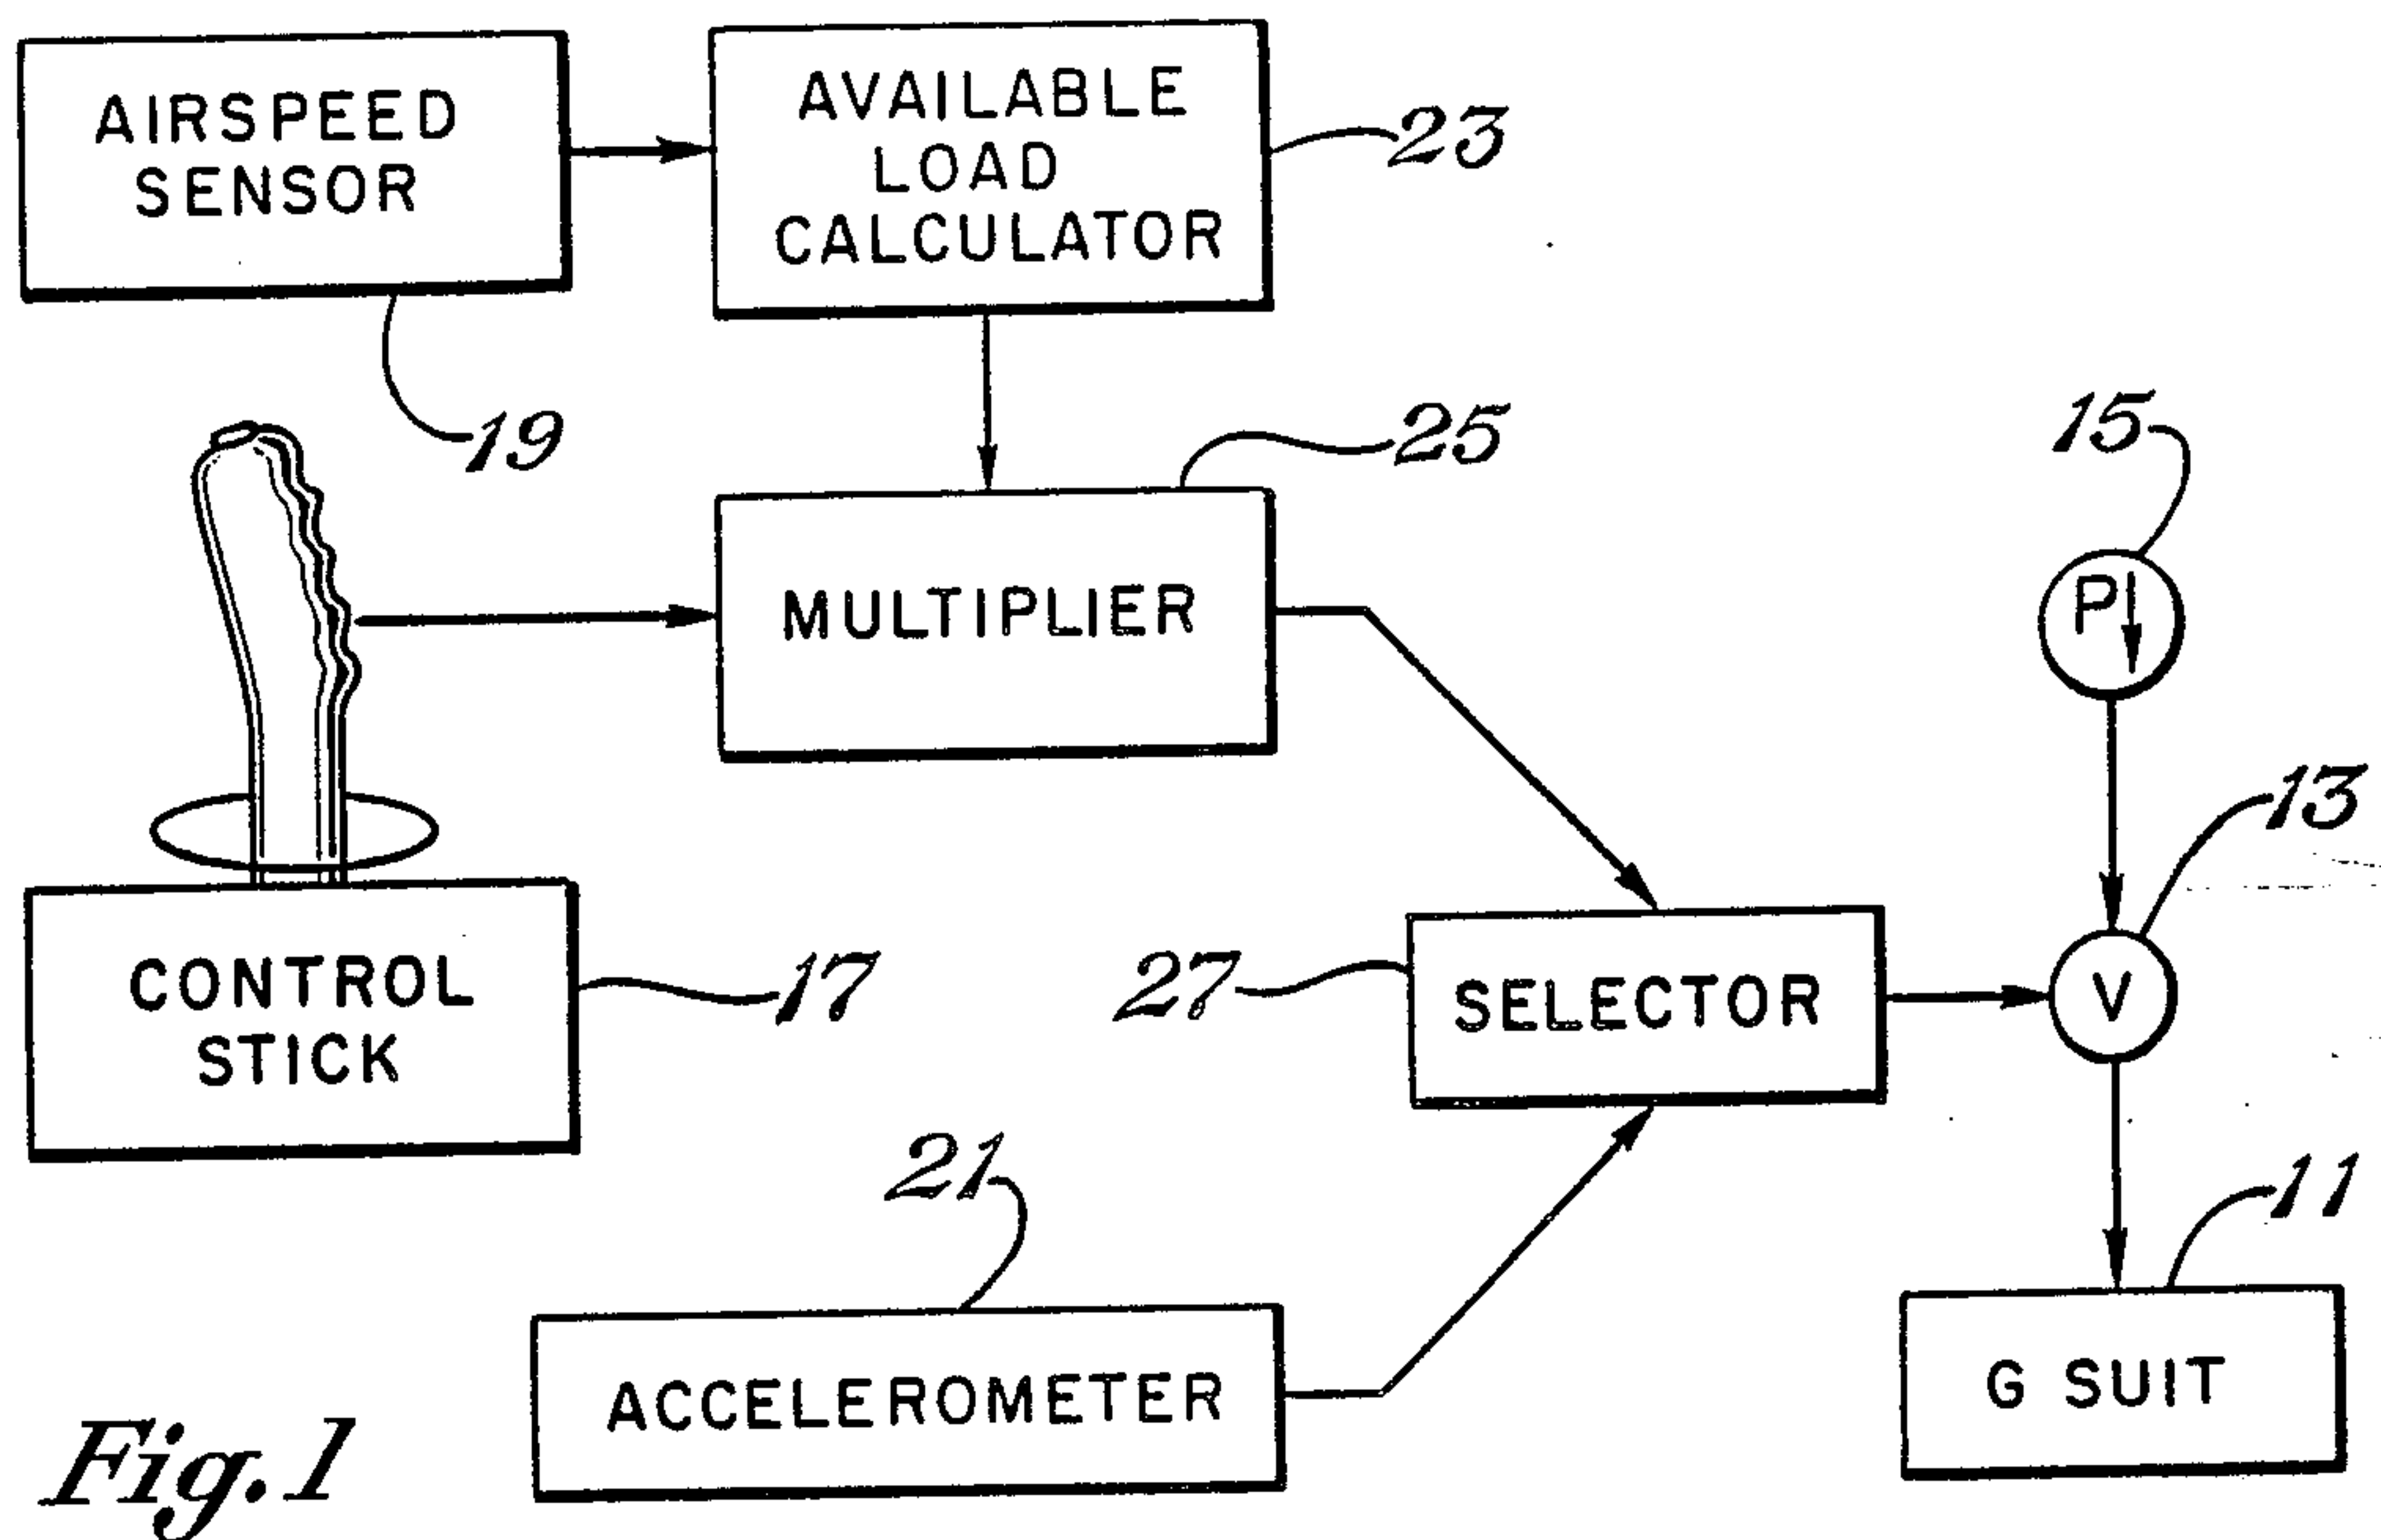 AIRSPEED
SENSOR
19
AVAILABLE
LOAD
CALCULATOR
23
MULTIPLIER
25
CONTROL
STICK
17
SELECTOR
27
ACCELEROMETER
21
P
15
V
13
G SUIT
11
Fig. 1